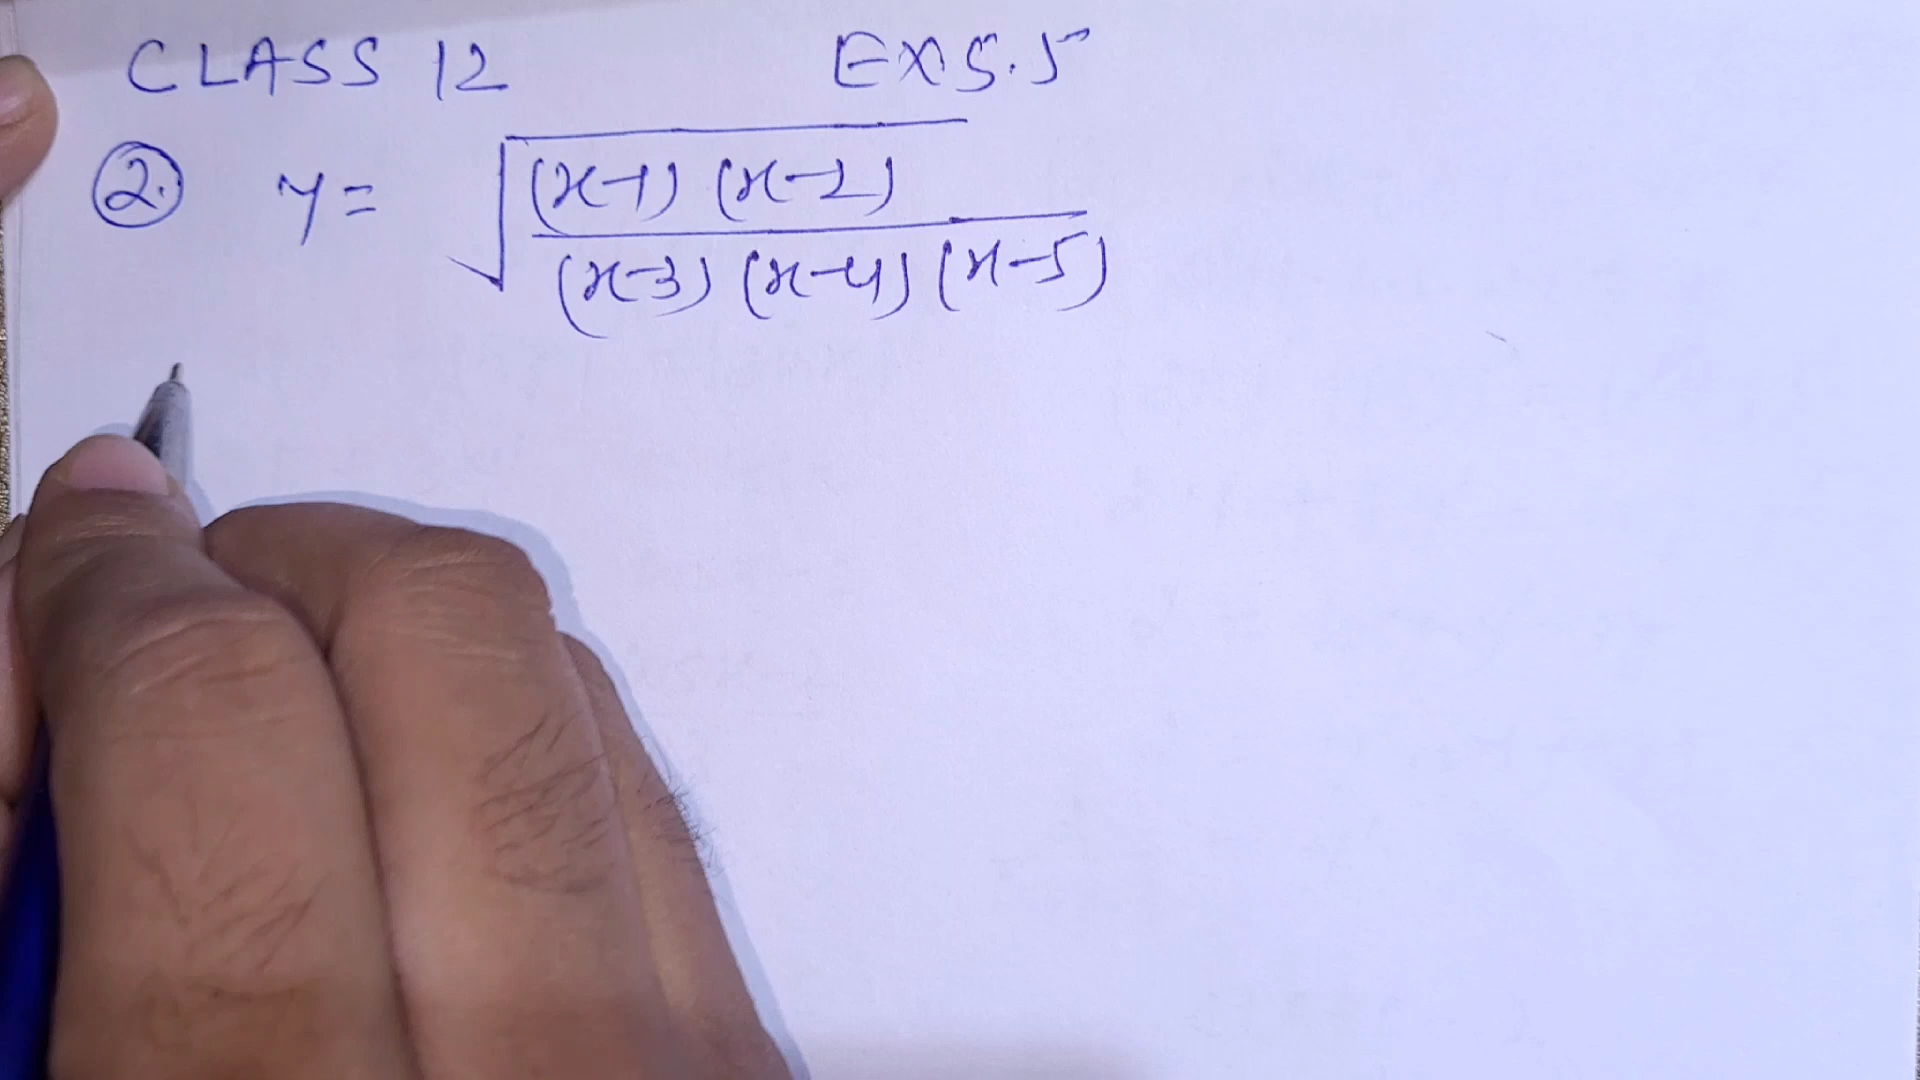 CLASS 12 EX 5.5
2. y = √((x-1) (x-2) / (x-3) (x-4) (x-5))